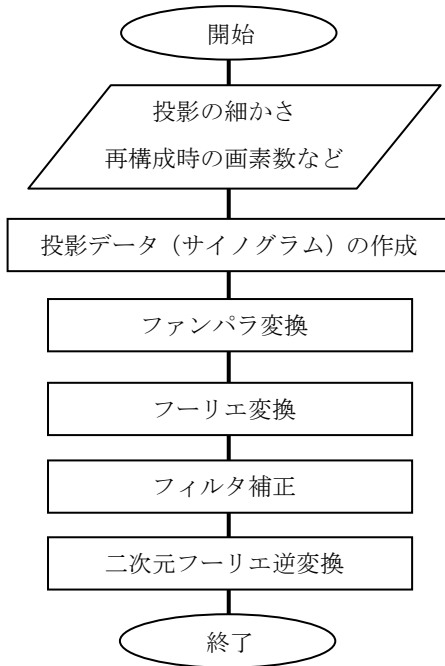 開始
投影の細かさ
再構成時の画素数など
投影データ（サイノグラム）の作成
ファンパラ変換
フーリエ変換
フィルタ補正
二次元フーリエ逆変換
終了